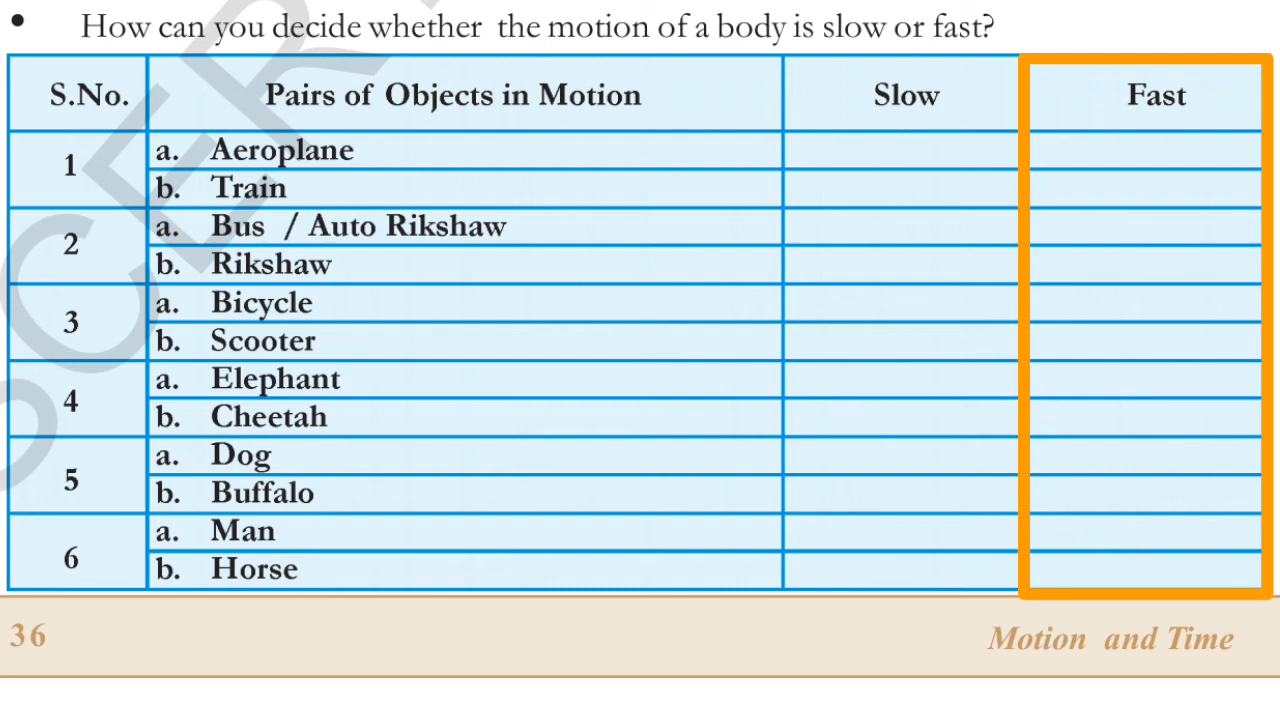 • How can you decide whether the motion of a body is slow or fast?
S.No. Pairs of Objects in Motion Slow Fast
1 a. Aeroplane
b. Train
2 a. Bus / Auto Rikshaw
b. Rikshaw
3 a. Bicycle
b. Scooter
4 a. Elephant
b. Cheetah
5 a. Dog
b. Buffalo
6 a. Man
b. Horse
36 Motion and Time
SCER